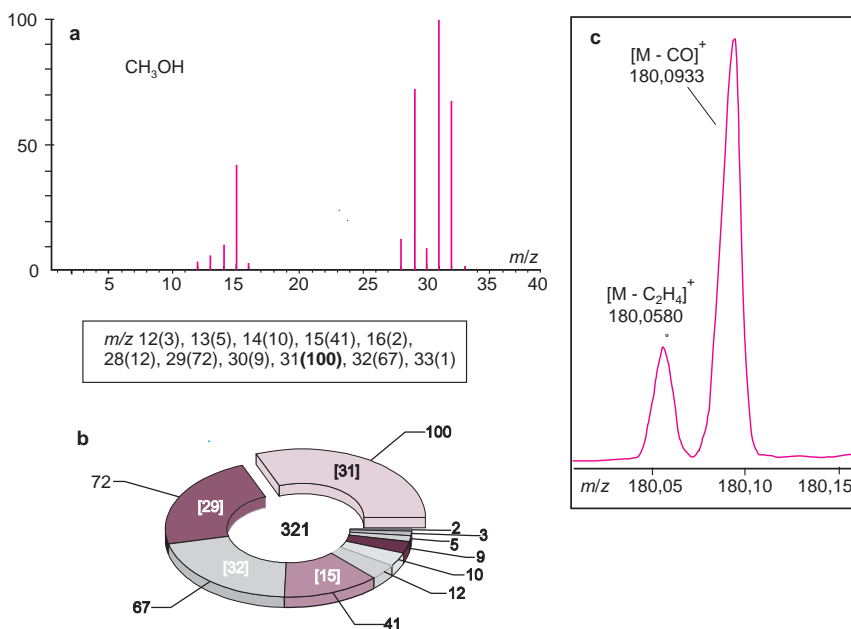 a
CH₃OH
100
50
0
5 10 15 20 25 30 35 40
m/z
m/z 12(3), 13(5), 14(10), 15(41), 16(2),
28(12), 29(72), 30(9), 31(100), 32(67), 33(1)
b
100
72
[31]
[29]
321
2
3
5
9
10
12
[32]
[15]
67
41
c
[M - CO]⁺
180,0933
[M - C₂H₄]⁺
180,0580
m/z 180,05 180,10 180,15